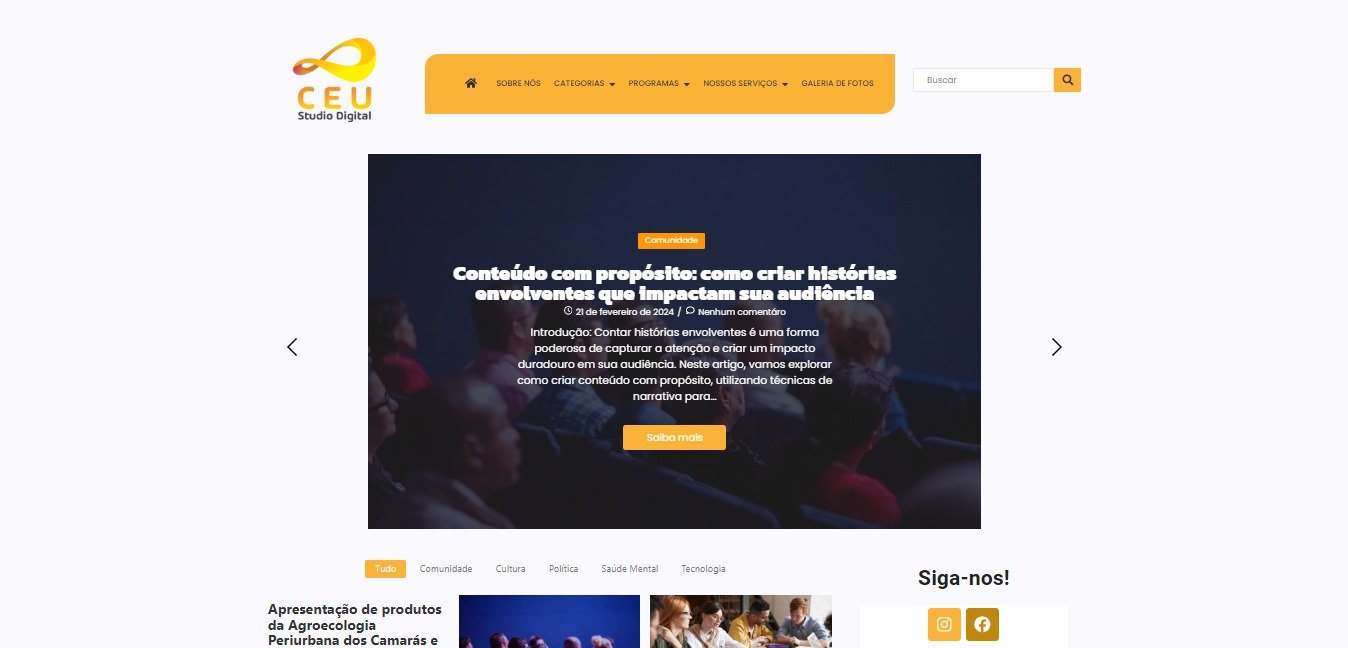 CEU
Studio Digital
SOBRE NÓS CATEGORIAS PROGRAMAS NOSSOS SERVIÇOS GALERIA DE FOTOS
Buscar
Comunidade
Conteúdo com propósito: como criar histórias
envolventes que impactam sua audiência
21 de fevereiro de 2024 / Nenhum comentáro
Introdução: Contar histórias envolventes é uma forma
poderosa de capturar a atenção e criar um impacto
duradouro em sua audiência. Neste artigo, vamos explorar
como criar conteúdo com propósito, utilizando técnicas de
narrativa para...
Saiba mais
Tudo Comunidade Cultura Política Saúde Mental Tecnologia
Siga-nos!
Apresentação de produtos
da Agroecologia
Periurbana dos Camarás e